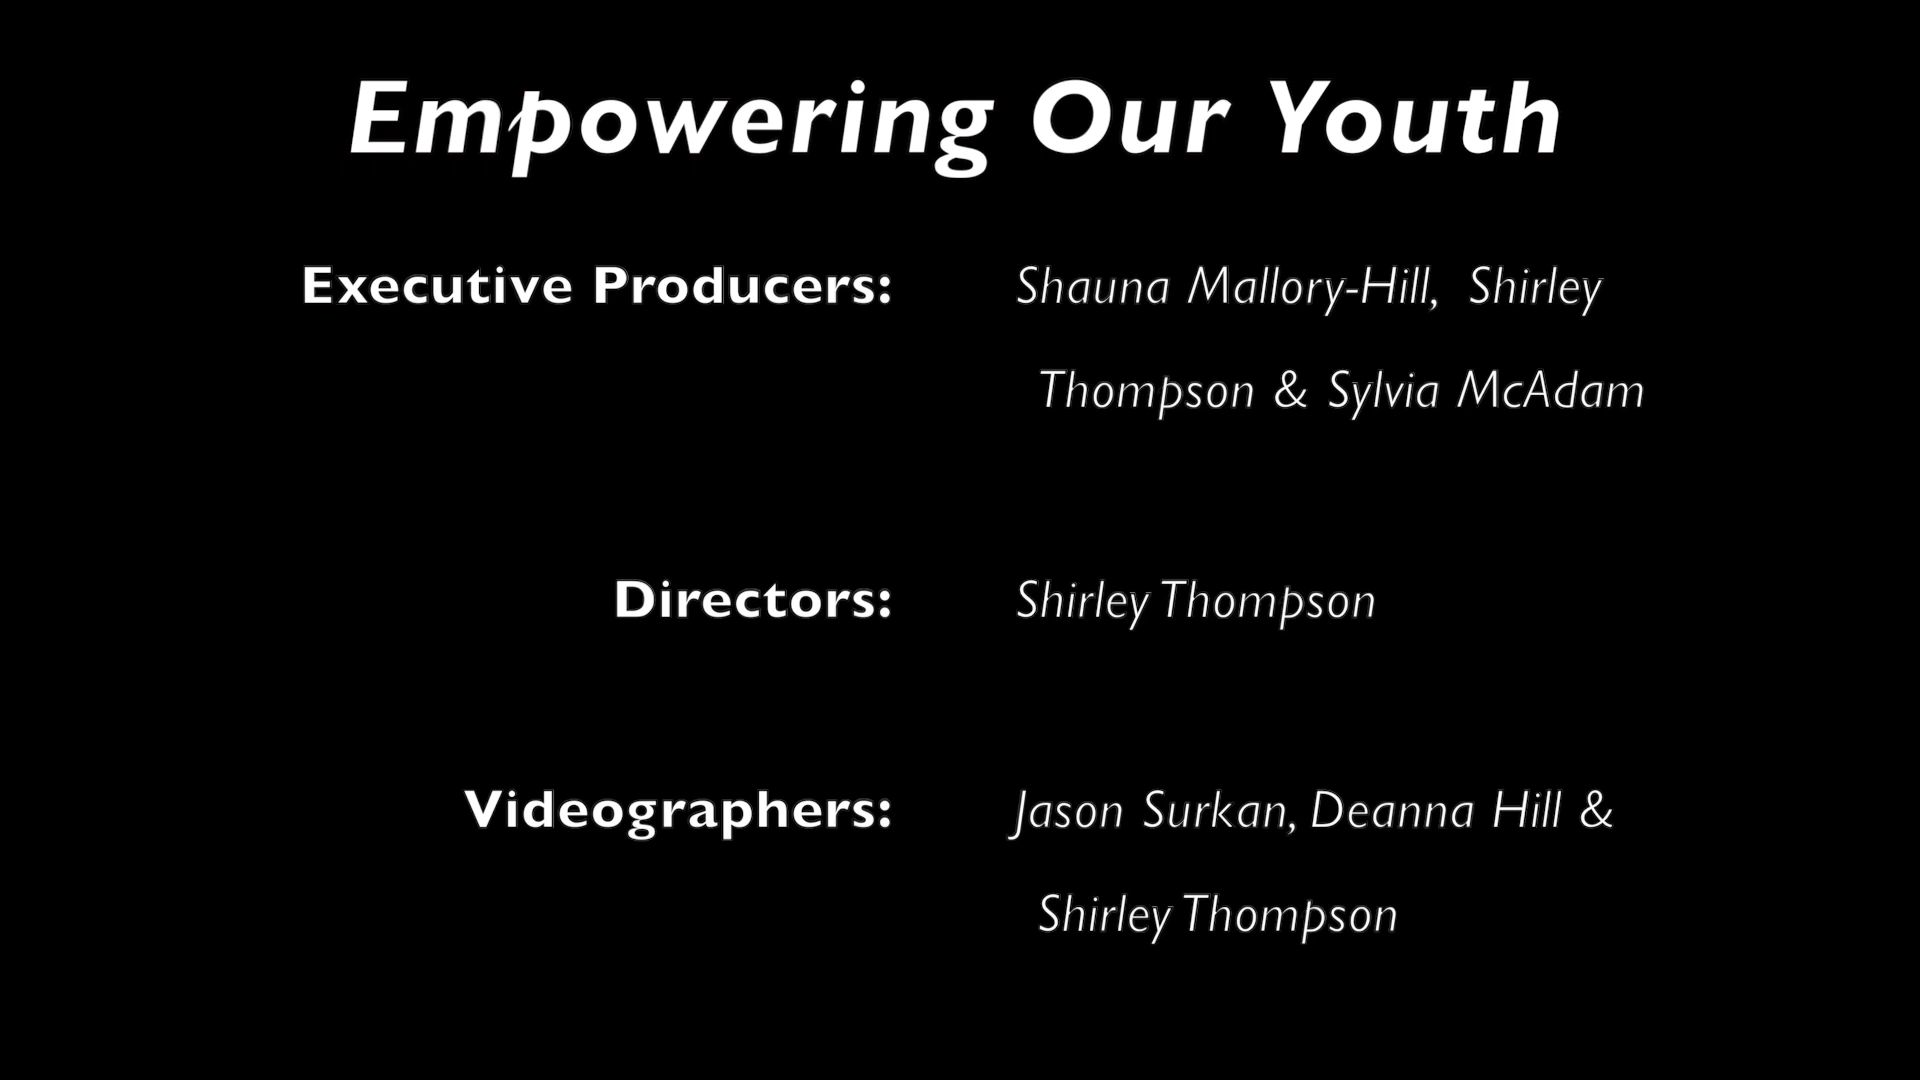 Empowering Our Youth
Executive Producers: Shauna Mallory-Hill, Shirley
Thompson & Sylvia McAdam
Directors: Shirley Thompson
Videographers: Jason Surkan, Deanna Hill &
Shirley Thompson